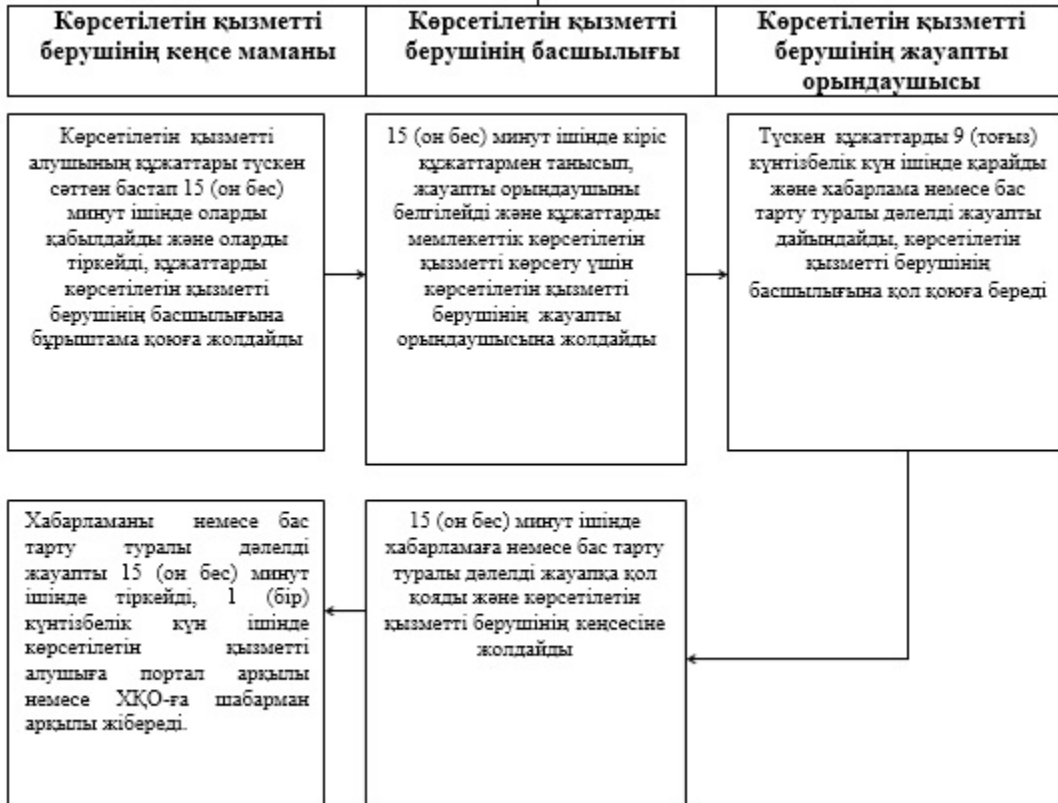 Көрсетілетін қызметті
берушінің кеңсе маманы
Көрсетілетін қызметті
берушінің басшылығы
Көрсетілетін қызметті
берушінің жауапты
орындаушысы
Көрсетілетін қызметті
алушының құжаттары түскен
сәттен бастап 15 (он бес)
минут ішінде оларды
қабылдайды және оларды
тіркейді, құжаттарды
көрсетілетін қызметті
берушінің басшылығына
бұрыштама қоюға жолдайды
15 (он бес) минут ішінде кіріс
құжаттармен танысып,
жауапты орындаушыны
белгілейді және құжаттарды
мемлекеттік көрсетілетін
қызметті көрсету үшін
көрсетілетін қызметті
берушінің жауапты
орындаушысына жолдайды
Түскен құжаттарды 9 (тоғыз)
күнтізбелік күн ішінде қарайды
және хабарлама немесе бас
тарту туралы дәлелді жауапты
дайындайды, көрсетілетін
қызметті берушінің
басшылығына қол қоюға береді
15 (он бес) минут ішінде
хабарламаға немесе бас тарту
туралы дәлелді жауапқа қол
қояды және көрсетілетін
қызметті берушінің кеңсесіне
жолдайды
Хабарламаны немесе бас
тарту туралы дәлелді
жауапты 15 (он бес) минут
ішінде тіркейді, 1 (бір)
күнтізбелік күн ішінде
көрсетілетін қызметті
алушыға портал арқылы
немесе ХҚО-ға шабарман
арқылы жібереді.